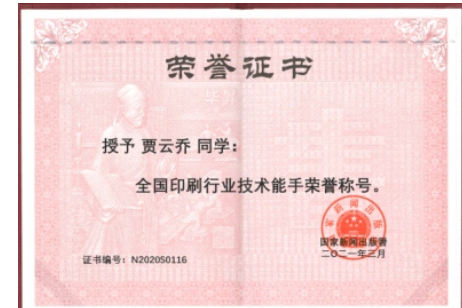 荣誉证书
授予 贾云乔 同学：
全国印刷行业技术能手荣誉称号。
国家新闻出版署
证书编号：N202050116
二〇二一年二月